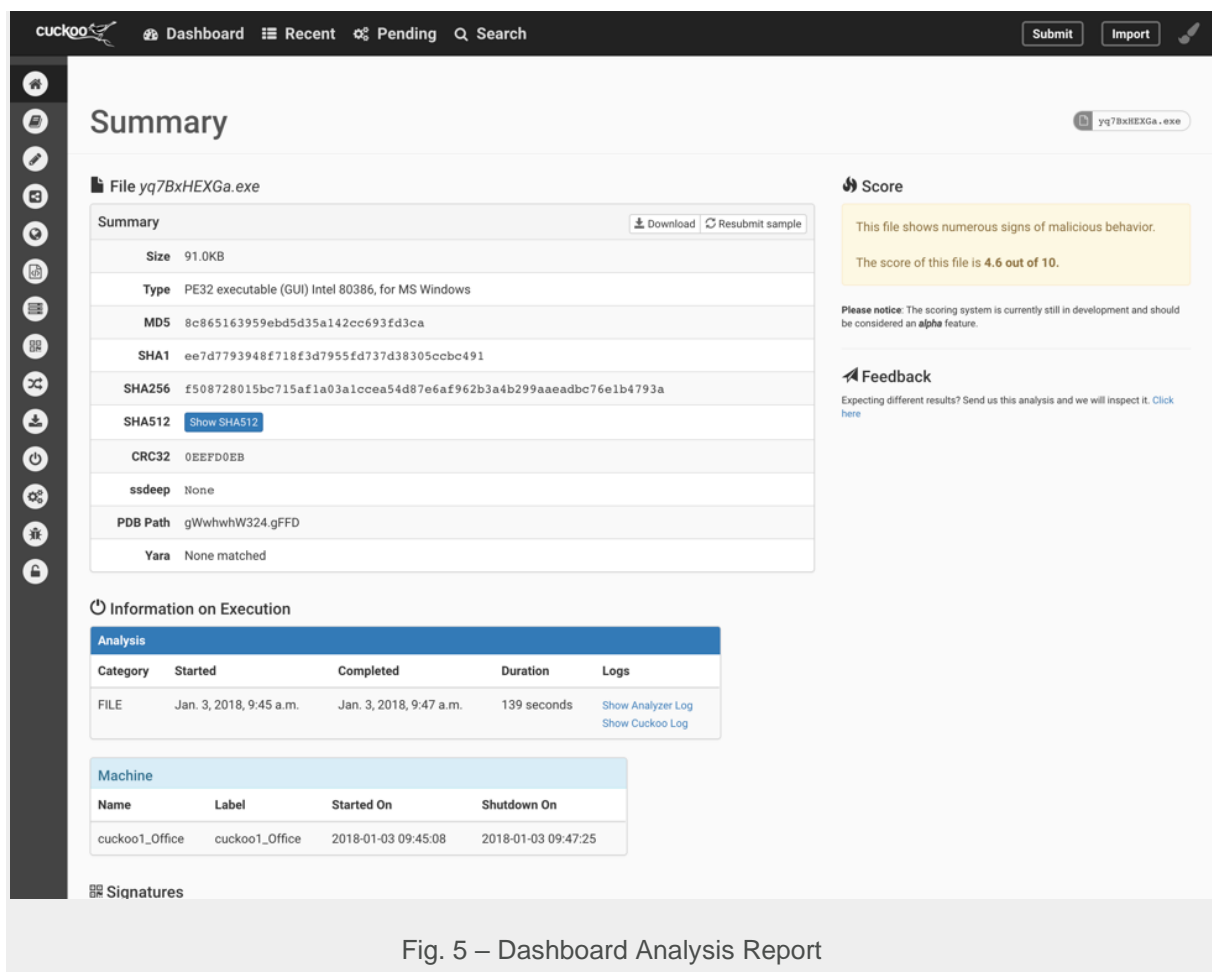 cuckoo Dashboard Recent Pending Search Submit Import
Summary
yq7BxHEXGa.exe
File yq7BxHEXGa.exe
Summary Download Resubmit sample
Size 91.0KB
Type PE32 executable (GUI) Intel 80386, for MS Windows
MD5 8c865163959ebd5d35a142cc693fd3ca
SHA1 ee7d7793948f718f3d7955fd737d38305ccbc491
SHA256 f508728015bc715af1a03a1ccea54d87e6af962b3a4b299aaeadbc76e1b4793a
SHA512 Show SHA512
CRC32 0EEFD0EB
ssdeep None
PDB Path gWwhwhW324.gFFD
Yara None matched
Score
This file shows numerous signs of malicious behavior.
The score of this file is 4.6 out of 10.
Please notice: The scoring system is currently still in development and should
be considered an alpha feature.
Feedback
Expecting different results? Send us this analysis and we will inspect it. Click
here
Information on Execution
Analysis
Category Started Completed Duration Logs
FILE Jan. 3, 2018, 9:45 a.m. Jan. 3, 2018, 9:47 a.m. 139 seconds Show Analyzer Log
Show Cuckoo Log
Machine
Name Label Started On Shutdown On
cuckoo1_Office cuckoo1_Office 2018-01-03 09:45:08 2018-01-03 09:47:25
Signatures
Fig. 5 – Dashboard Analysis Report